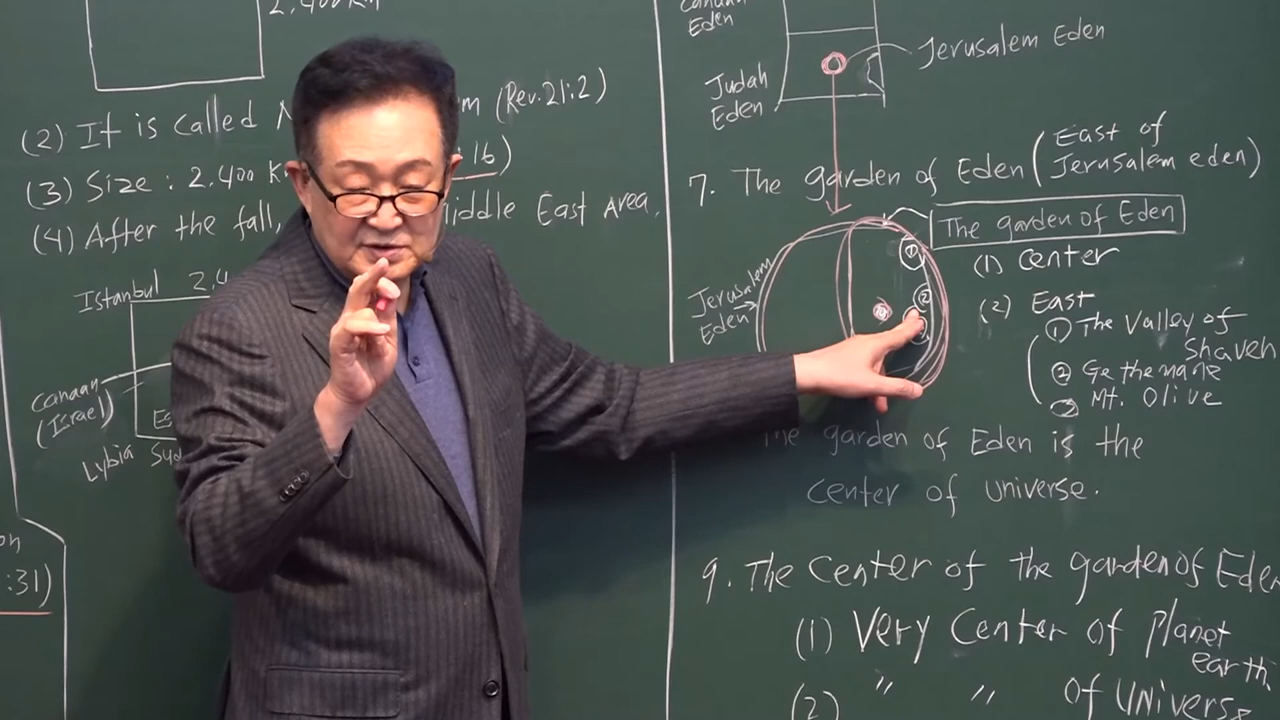 2.400 Km
(2) It is called
m (Rev.21:2)
(3) Size : 2.400 K
:16)
(4) After the fall,
iddle East Area.
Istanbul 2.4
Canaan
(Israel)
Lybia
:31)
Eden
Judah
Eden
Jerusalem Eden
7. The garden of Eden (East of
Jerusalem eden)
The garden of Eden
Jerusalem
Eden
①
②
(1) Center
(2) East
① The Valley of
Shaveh
② Gethemane
Mt. Olive
The garden of Eden is the
center of universe.
9. The Center of the garden of Eden
(1) Very Center of Planet
earth.
(2) " " of Universe